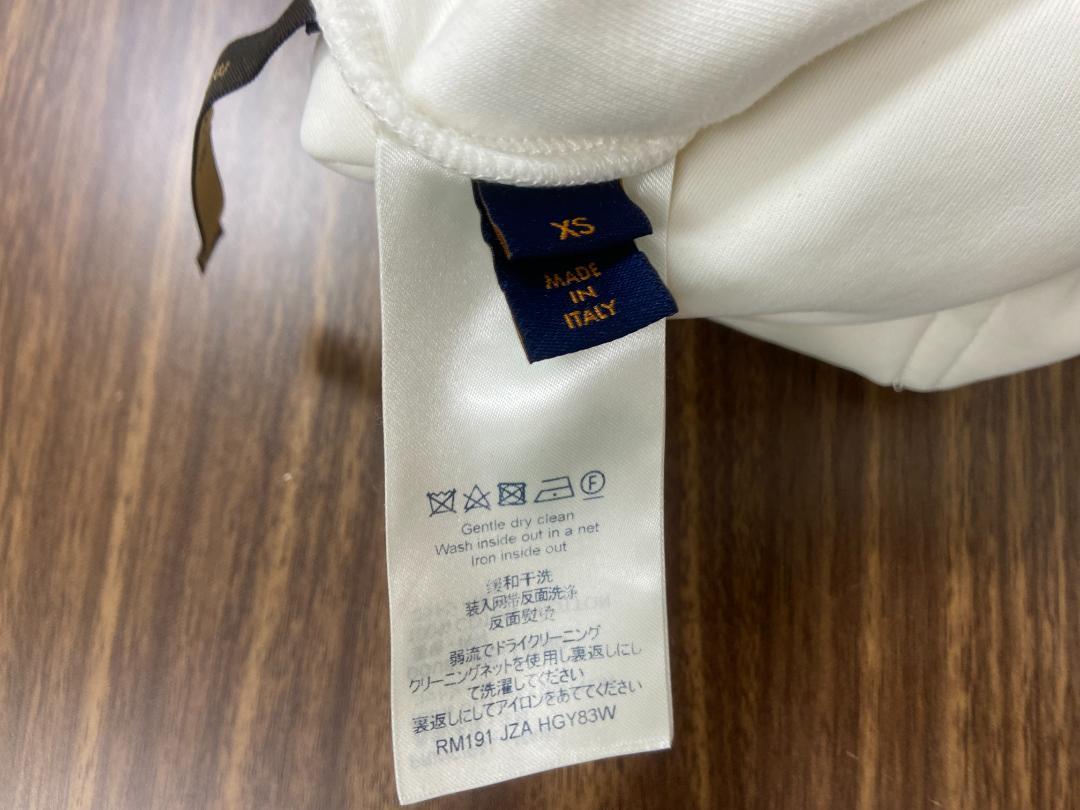 XS
MADE
IN
ITALY
F
Gentle dry clean
Wash inside out in a net
Iron inside out
缓和干洗
装入网带反面洗涤
反面熨烫
弱流でドライクリーニング
クリーニングネットを使用し裏返しにし
て洗濯してください
裏返しにしてアイロンをあててください
RM191 JZA HGY83W